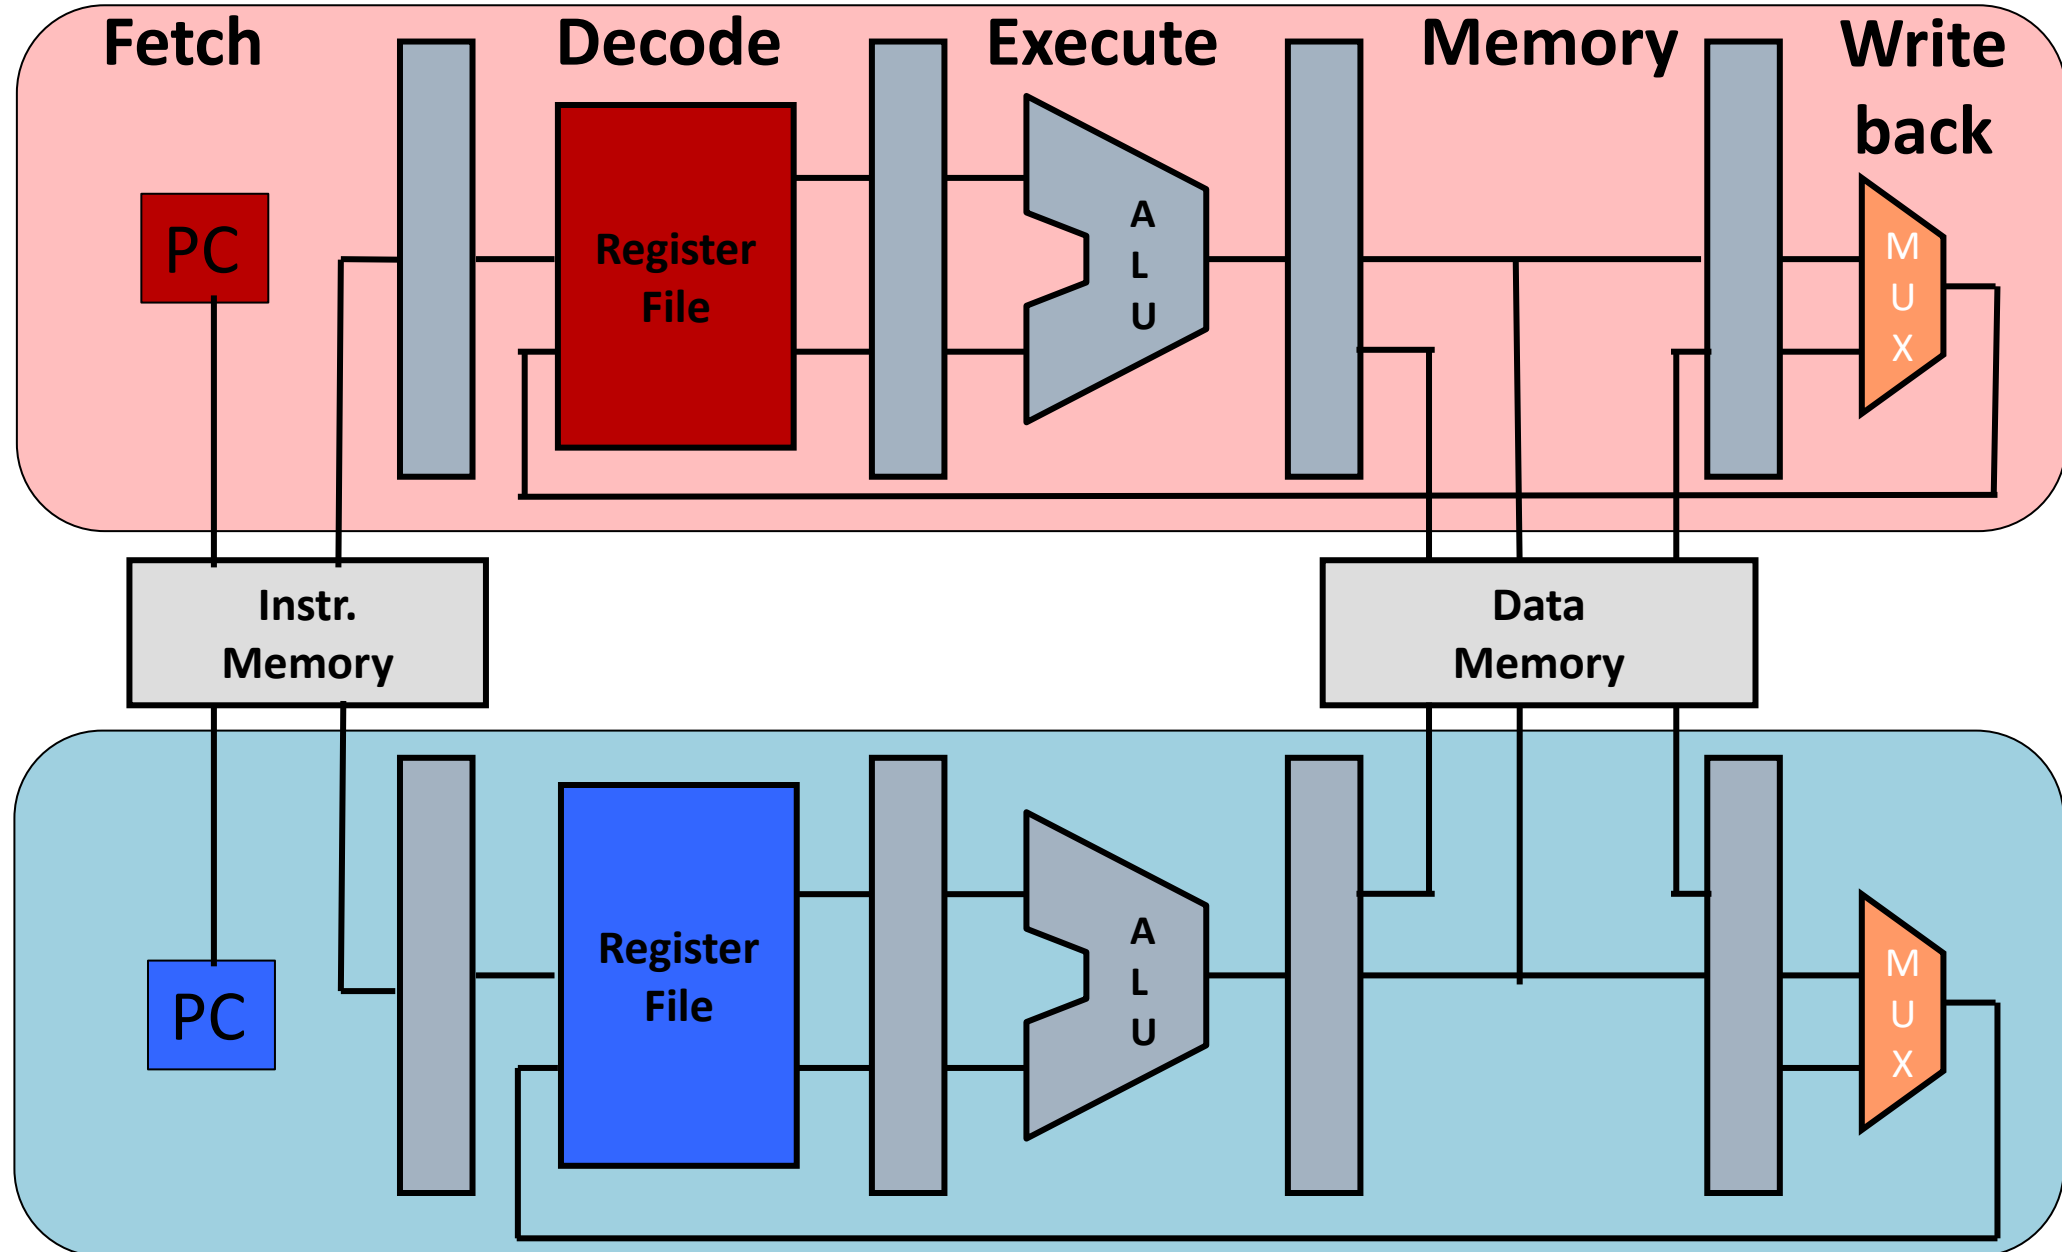 Fetch
Decode
Execute
Memory
Write
back
PC
Register
File
A
L
U
M
U
X
Instr.
Memory
Data
Memory
PC
Register
File
A
L
U
M
U
X